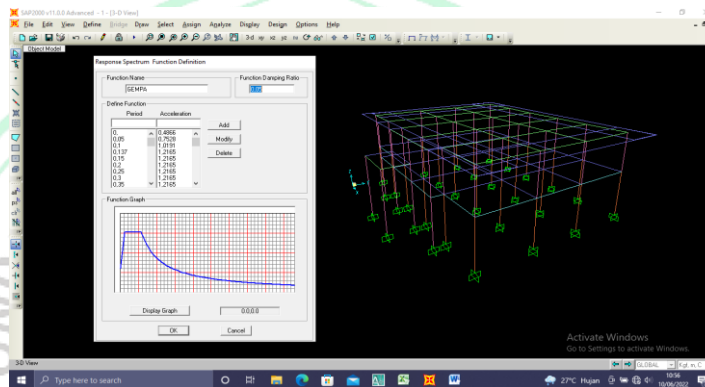 SAP2000 v11.0.0 Advanced - 1 - [3-D View]
File Edit View Define Bridge Draw Select Assign Analyze Display Design Options Help
Object Model
Response Spectrum Function Definition
Function Name
GEMPA
Function Damping Ratio
0.05
Define Function
Period Acceleration
0. 0,4866
0.05 0,7528
0.1 1,0191
0.137 1,2165
0.15 1,2165
0.2 1,2165
0.25 1,2165
0.3 1,2165
0.35 1,2165
Add
Modify
Delete
Function Graph
Display Graph
OK
Cancel
Activate Windows
Go to Settings to activate Windows.
3-D View
GLOBAL
Kgf, m, C
Type here to search
27°C Hujan
10:56
10/06/2022